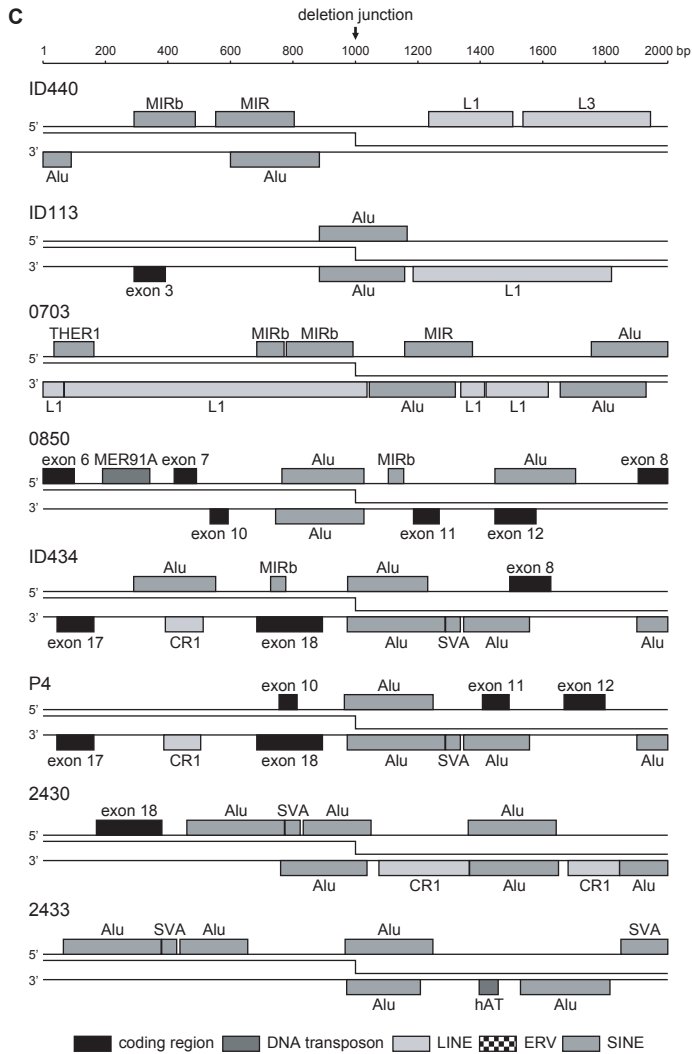 C
deletion junction
1 200 400 600 800 1000 1200 1400 1600 1800 2000 bp
ID440
MIRb MIR L1 L3
5'
3'
Alu Alu
ID113
Alu
5'
3'
exon 3 Alu L1
0703
THER1 MIRb MIRb MIR Alu
5'
3'
L1 L1 Alu L1 L1 Alu
0850
exon 6 MER91A exon 7 Alu MIRb Alu exon 8
5'
3'
exon 10 Alu exon 11 exon 12
ID434
Alu MIRb Alu exon 8
5'
3'
exon 17 CR1 exon 18 Alu SVA Alu Alu
P4
exon 10 Alu exon 11 exon 12
5'
3'
exon 17 CR1 exon 18 Alu SVA Alu Alu
2430
exon 18 Alu SVA Alu Alu
5'
3'
Alu CR1 Alu CR1 Alu
2433
Alu SVA Alu Alu SVA
5'
3'
Alu hAT Alu
coding region DNA transposon LINE ERV SINE